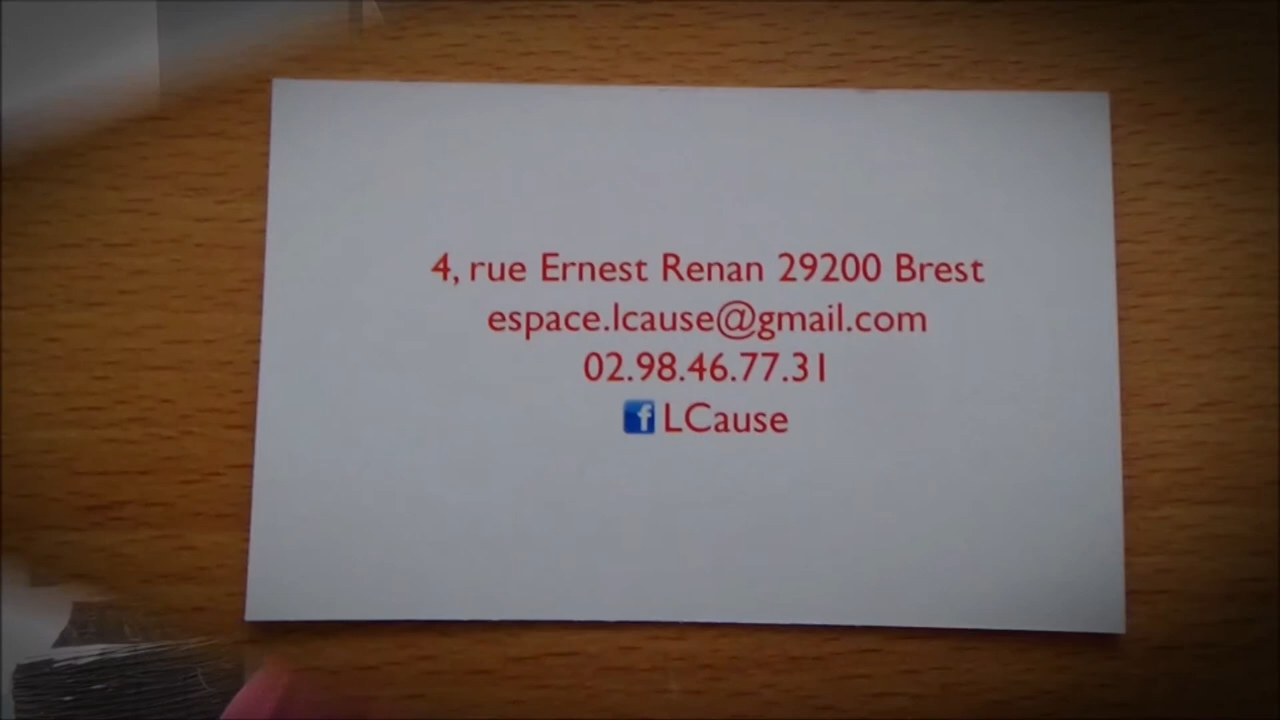 4, rue Ernest Renan 29200 Brest
espace.lcause@gmail.com
02.98.46.77.31
f LCause